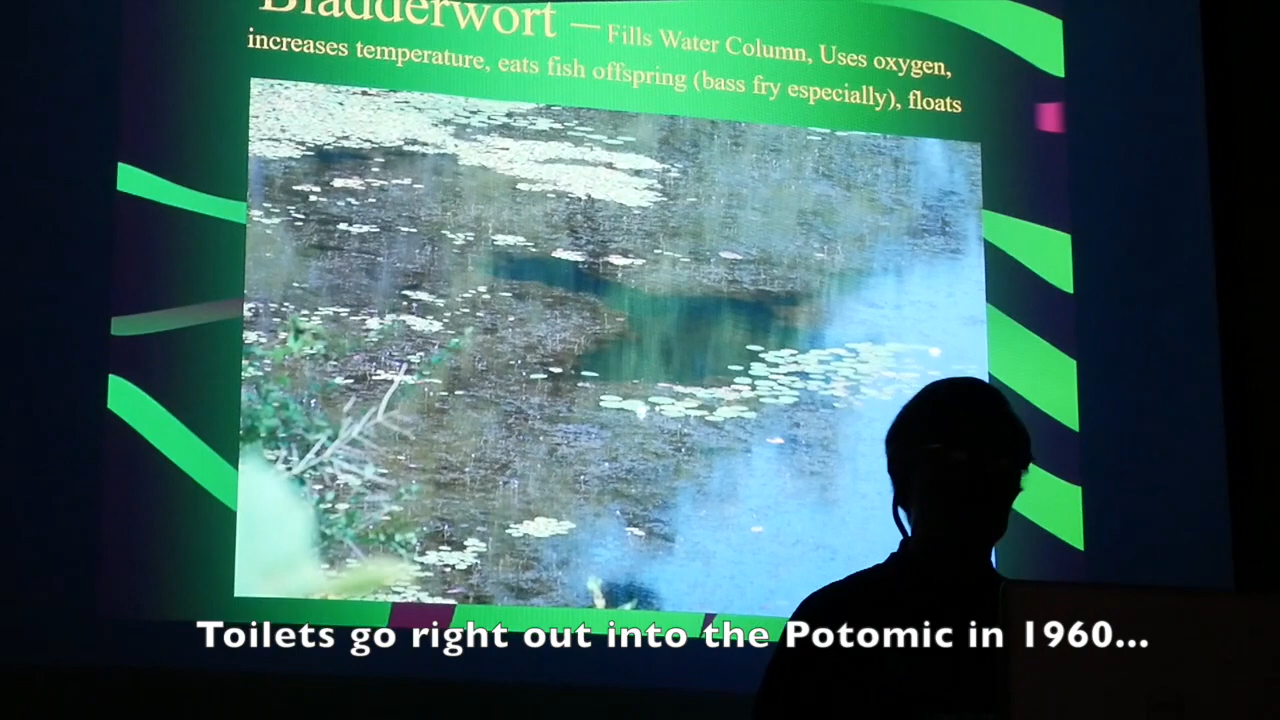 Bladderwort — Fills Water Column, Uses oxygen,
increases temperature, eats fish offspring (bass fry especially), floats
Toilets go right out into the Potomic in 1960...